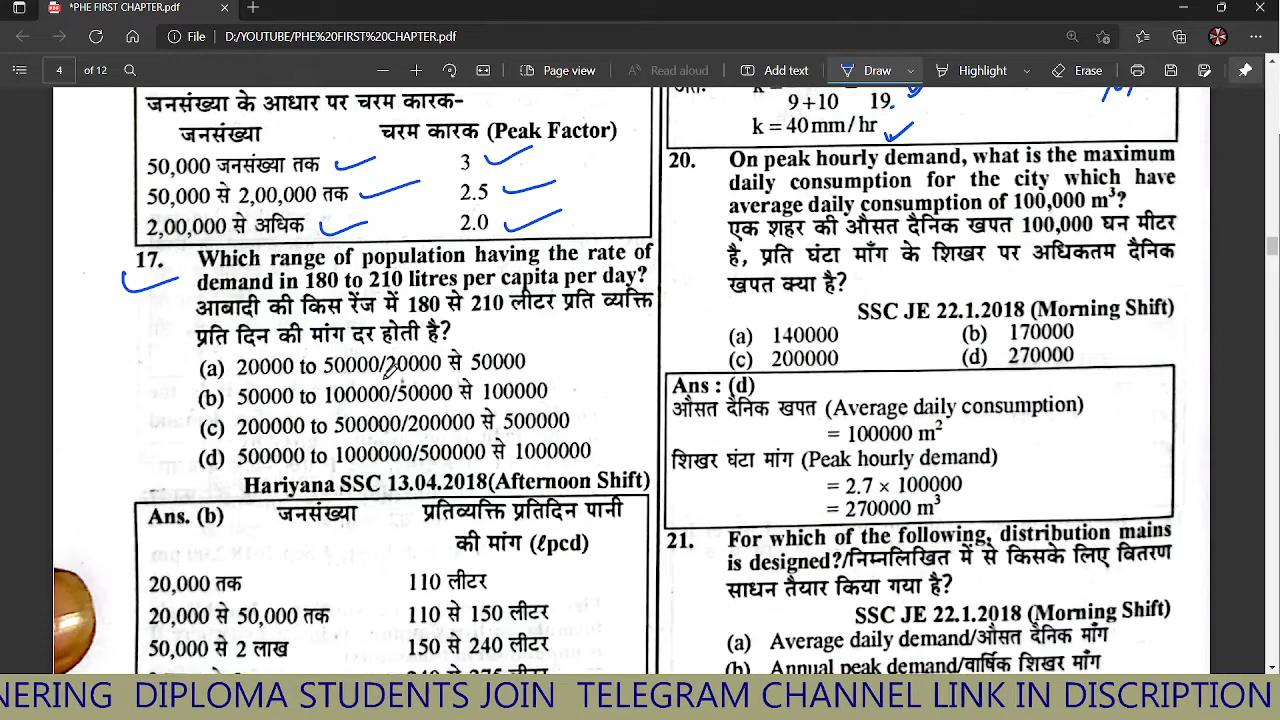 *PHE FIRST CHAPTER.pdf
File
D:/YOUTUB/PHE%20FIRST%20CHAPTER.pdf
4
of 12
Page view
Read aloud
Add text
Draw
Highlight
Erase
जनसंख्या के आधार पर चरम कारक-
जनसंख्या चरम कारक (Peak Factor)
50,000 जनसंख्या तक 3
50,000 से 2,00,000 तक 2.5
2,00,000 से अधिक 2.0
17. Which range of population having the rate of
demand in 180 to 210 litres per capita per day?
आबादी की किस रेंज में 180 से 210 लीटर प्रति व्यक्ति
प्रति दिन की मांग दर होती है?
(a) 20000 to 50000/20000 से 50000
(b) 50000 to 100000/50000 से 100000
(c) 200000 to 500000/200000 से 500000
(d) 500000 to 1000000/500000 से 1000000
Hariyana SSC 13.04.2018(Afternoon Shift)
Ans. (b) जनसंख्या प्रतिव्यक्ति प्रतिदिन पानी
की मांग (ℓpcd)
20,000 तक 110 लीटर
20,000 से 50,000 तक 110 से 150 लीटर
50,000 से 2 लाख 150 से 240 लीटर
9+10 19
k = 40 mm/hr
20. On peak hourly demand, what is the maximum
daily consumption for the city which have
average daily consumption of 100,000 m³?
एक शहर की औसत दैनिक खपत 100,000 घन मीटर
है, प्रति घंटा माँग के शिखर पर अधिकतम दैनिक
खपत क्या है?
SSC JE 22.1.2018 (Morning Shift)
(a) 140000 (b) 170000
(c) 200000 (d) 270000
Ans : (d)
औसत दैनिक खपत (Average daily consumption)
= 100000 m²
शिखर घंटा मांग (Peak hourly demand)
= 2.7 × 100000
= 270000 m³
21. For which of the following, distribution mains
is designed?/निम्नलिखित में से किसके लिए वितरण
साधन तैयार किया गया है?
SSC JE 22.1.2018 (Morning Shift)
(a) Average daily demand/औसत दैनिक माँग
(b) Annual peak demand/वार्षिक शिखर माँग
NERING DIPLOMA STUDENTS JOIN TELEGRAM CHANNEL LINK IN DISCRIPTION